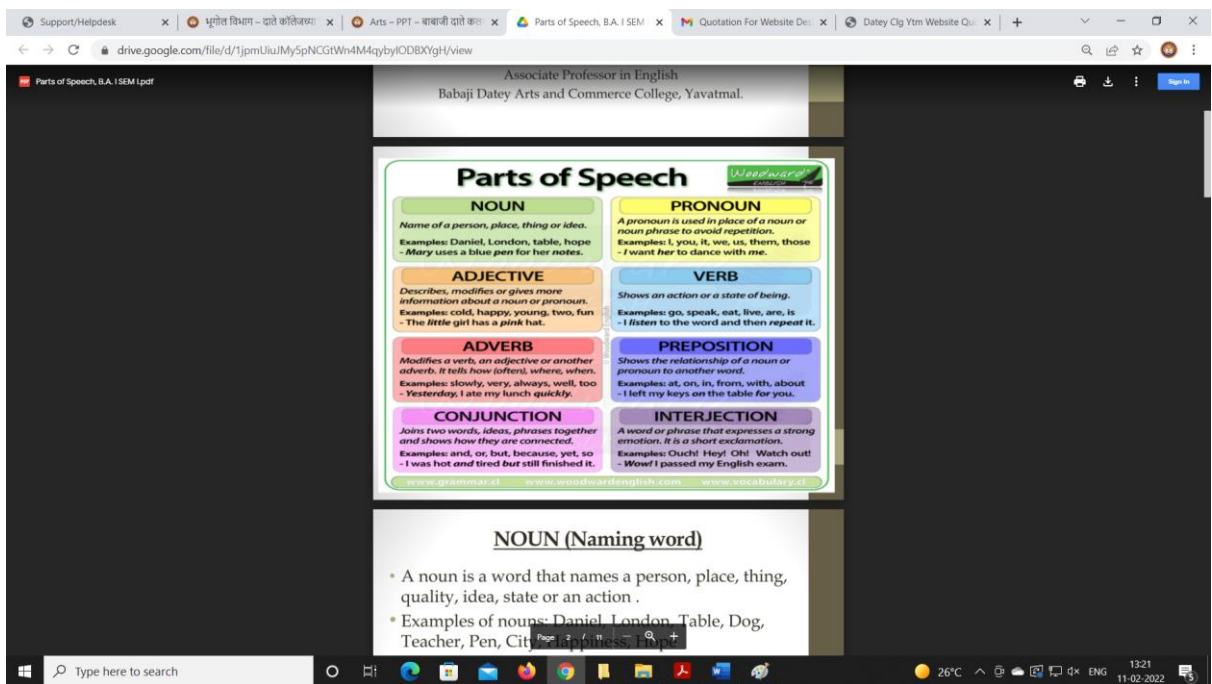 Support/Helpdesk
भूगोल विभाग – दाते कॉलेजच्या
Arts – PPT – बाबाजी दाते कल
Parts of Speech, B.A. I SEM
Quotation For Website Des
Datey Clg Ytm Website Quo
drive.google.com/file/d/1jpmUiuJMy5pNCGtWn4M4qybyIODBXYgH/view
PDF
Parts of Speech, B.A. I SEM I.pdf
Sign in
Associate Professor in English
Babaji Datey Arts and Commerce College, Yavatmal.
Parts of Speech
Woodward
ENGLISH
NOUN
Name of a person, place, thing or idea.
Examples: Daniel, London, table, hope
- Mary uses a blue pen for her notes.
PRONOUN
A pronoun is used in place of a noun or
noun phrase to avoid repetition.
Examples: I, you, it, we, us, them, those
- I want her to dance with me.
ADJECTIVE
Describes, modifies or gives more
information about a noun or pronoun.
Examples: cold, happy, young, two, fun
- The little girl has a pink hat.
VERB
Shows an action or a state of being.
Examples: go, speak, eat, live, are, is
- I listen to the word and then repeat it.
ADVERB
Modifies a verb, an adjective or another
adverb. It tells how (often), where, when.
Examples: slowly, very, always, well, too
- Yesterday, I ate my lunch quickly.
PREPOSITION
Shows the relationship of a noun or
pronoun to another word.
Examples: at, on, in, from, with, about
- I left my keys on the table for you.
CONJUNCTION
Joins two words, ideas, phrases together
and shows how they are connected.
Examples: and, or, but, because, yet, so
- I was hot and tired but still finished it.
INTERJECTION
A word or phrase that expresses a strong
emotion. It is a short exclamation.
Examples: Ouch! Hey! Oh! Watch out!
- Wow! I passed my English exam.
© Woodward English
www.grammar.cl www.woodwardenglish.com www.vocabulary.cl
NOUN (Naming word)
• A noun is a word that names a person, place, thing,
quality, idea, state or an action .
• Examples of nouns: Daniel, London, Table, Dog,
Teacher, Pen, City, Happiness, Hope
Page 2 / 11
Type here to search
26°C
ENG
13:21
11-02-2022
5